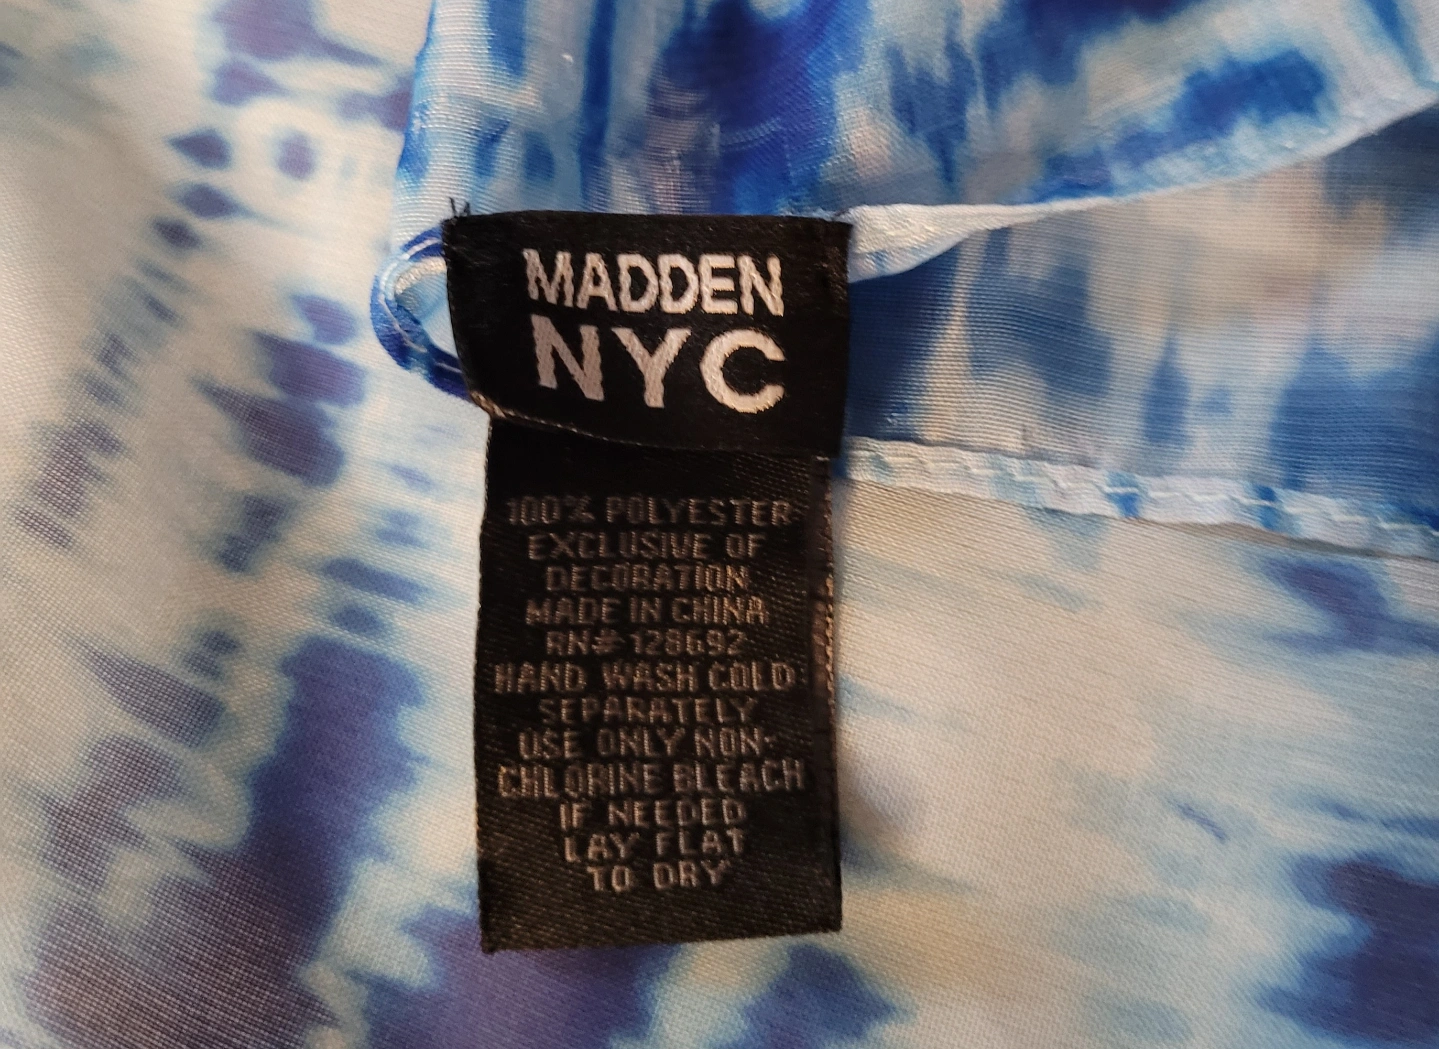 MADDEN
NYC
100% POLYESTER
EXCLUSIVE OF
DECORATION
MADE IN CHINA
RN# 128692
HAND WASH COLD
SEPARATELY
USE ONLY NON-
CHLORINE BLEACH
IF NEEDED
LAY FLAT
TO DRY